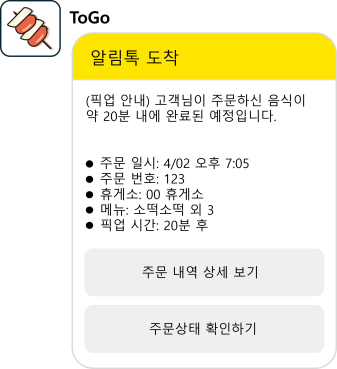 ToGo
알림톡 도착
(픽업 안내) 고객님이 주문하신 음식이
약 20분 내에 완료된 예정입니다.
● 주문 일시: 4/02 오후 7:05
● 주문 번호: 123
● 휴게소: 00 휴게소
● 메뉴: 소떡소떡 외 3
● 픽업 시간: 20분 후
주문 내역 상세 보기
주문상태 확인하기